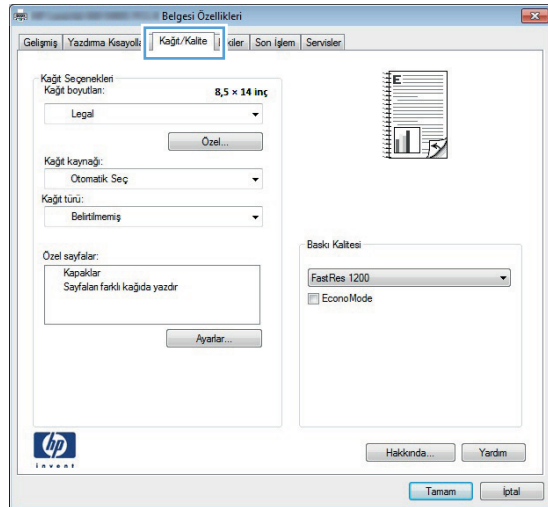 Belgesi Özellikleri
Gelişmiş
Yazdırma Kısayolla
Kağıt/Kalite
Son İşlem
Servisler
Kağıt Seçenekleri
Kağıt boyutları:
8,5 × 14 inç
Legal
Özel...
Kağıt kaynağı:
Otomatik Seç
Kağıt türü:
Belirtilmemiş
Özel sayfalar:
Kapaklar
Sayfaları farklı kağıda yazdır
Ayarlar...
E
Baskı Kalitesi
FastRes 1200
EconoMode
hp
invent
Hakkında...
Yardım
Tamam
İptal